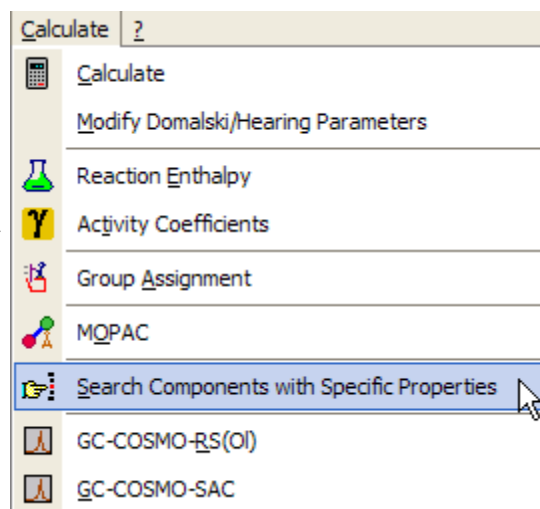 Calculate ?
Calculate
Modify Domalski/Hearing Parameters
Reaction Enthalpy
γ Activity Coefficients
Group Assignment
MOPAC
Search Components with Specific Properties
GC-COSMO-RS(Ol)
GC-COSMO-SAC